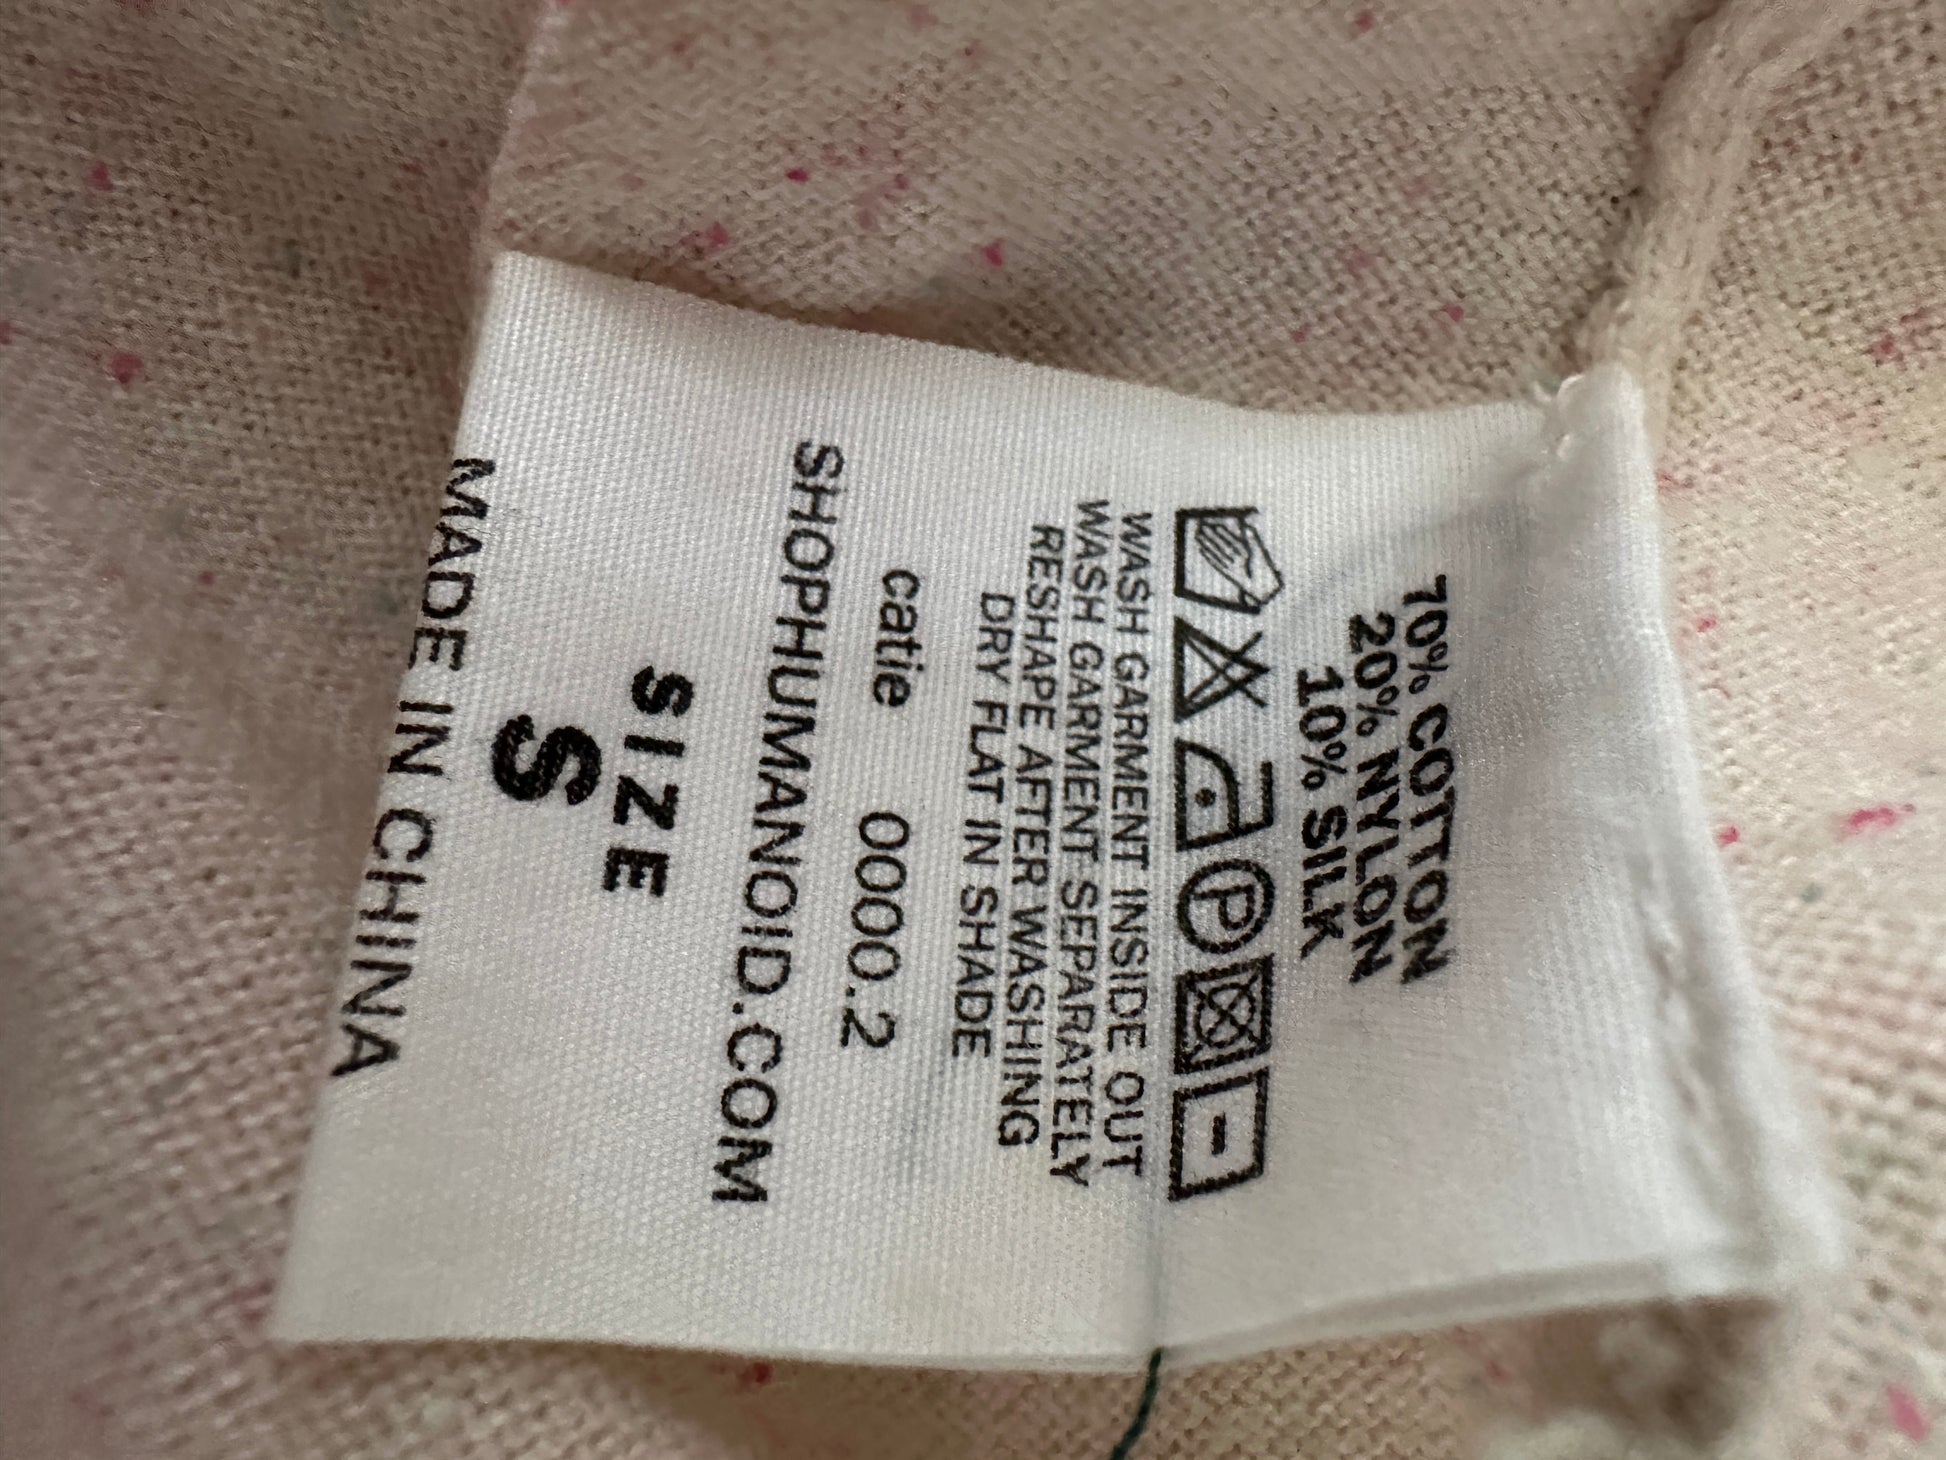 70% COTTON
20% NYLON
10% SILK
P
WASH GARMENT INSIDE OUT
WASH GARMENT SEPARATELY
RESHAPE AFTER WASHING
DRY FLAT IN SHADE
catie 0000.2
SHOPHUMANOID.COM
SIZE
S
MADE IN CHINA